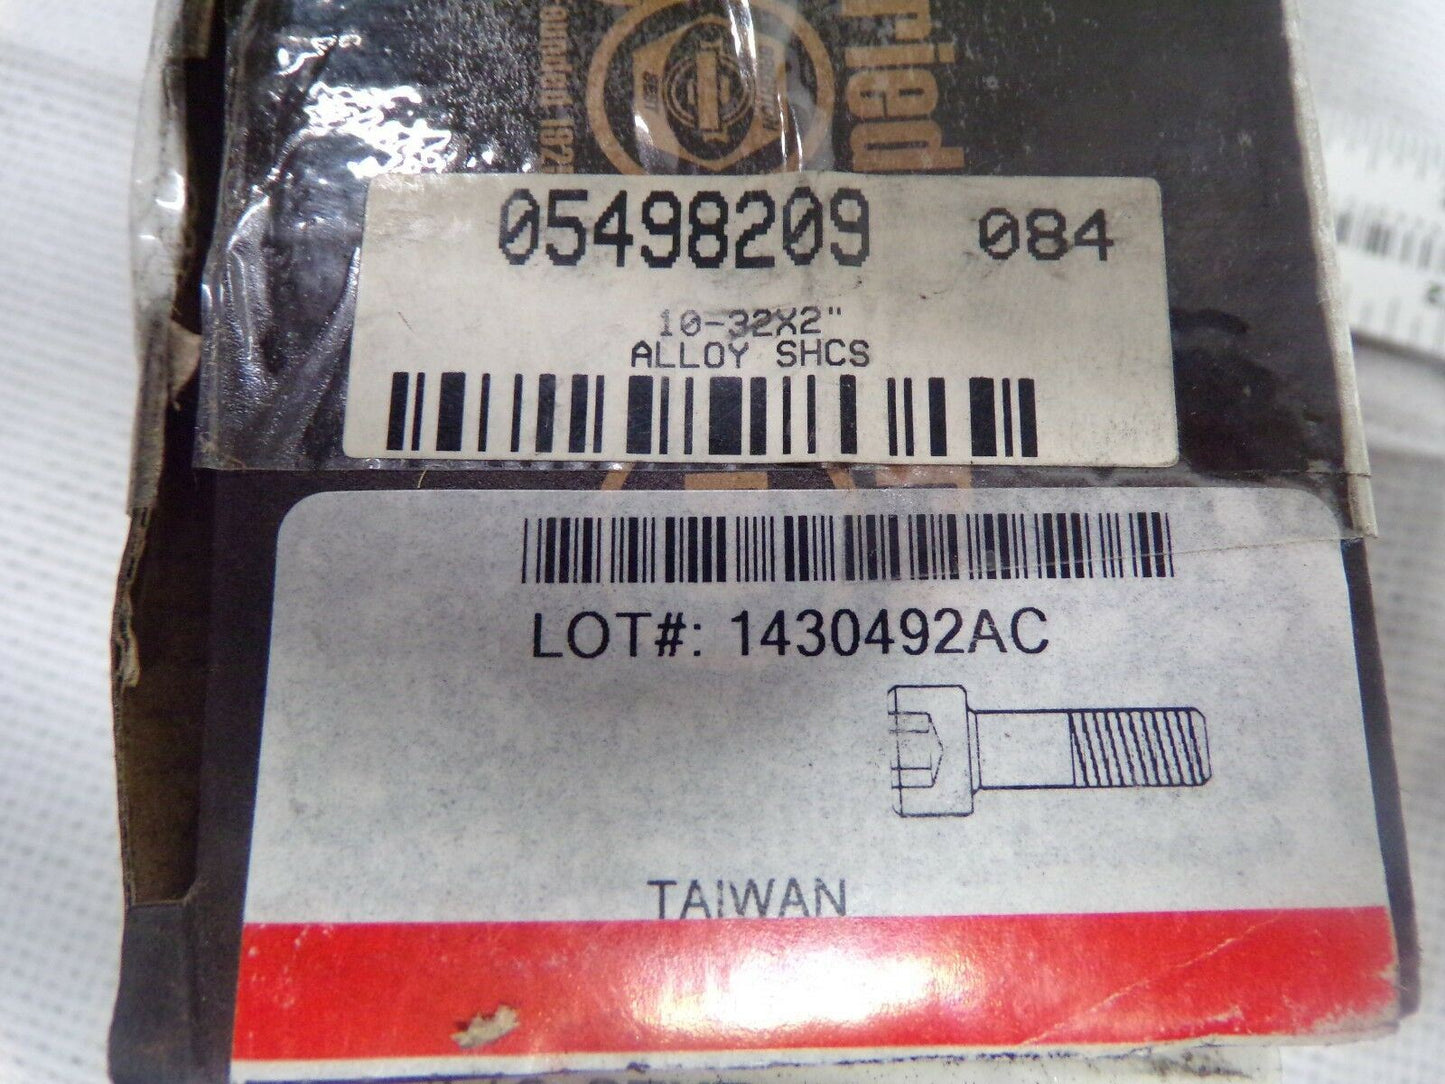 05498209 084
10-32X2"
ALLOY SHCS
LOT#: 1430492AC
TAIWAN